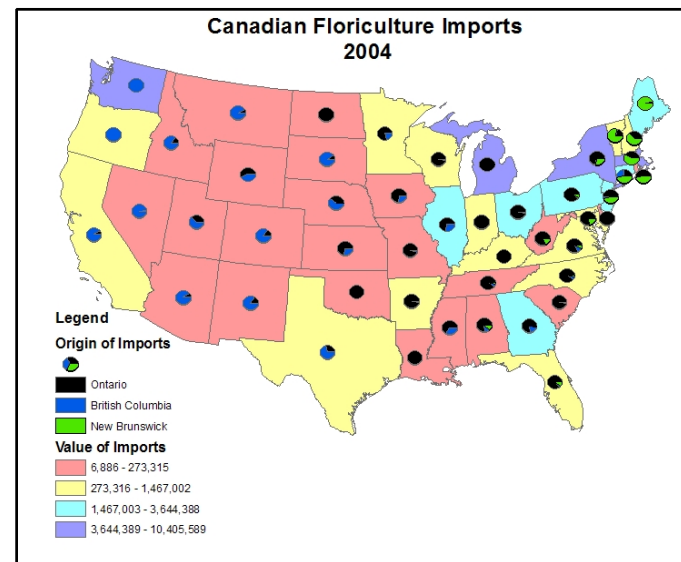 Canadian Floriculture Imports
2004
Legend
Origin of Imports
Ontario
British Columbia
New Brunswick
Value of Imports
6,886 - 273,315
273,316 - 1,467,002
1,467,003 - 3,644,388
3,644,389 - 10,405,589